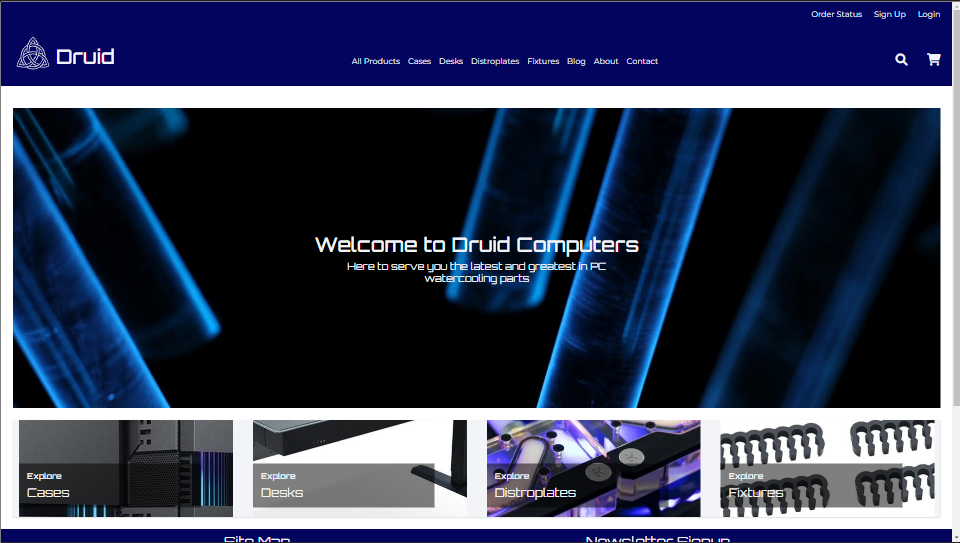 Order Status Sign Up Login
Druid
All Products Cases Desks Distroplates Fixtures Blog About Contact
Welcome to Druid Computers
Here to serve you the latest and greatest in PC
watercooling parts
Explore
Cases
Explore
Desks
Explore
Distroplates
Explore
Fixtures
Site Map Newsletter Signup